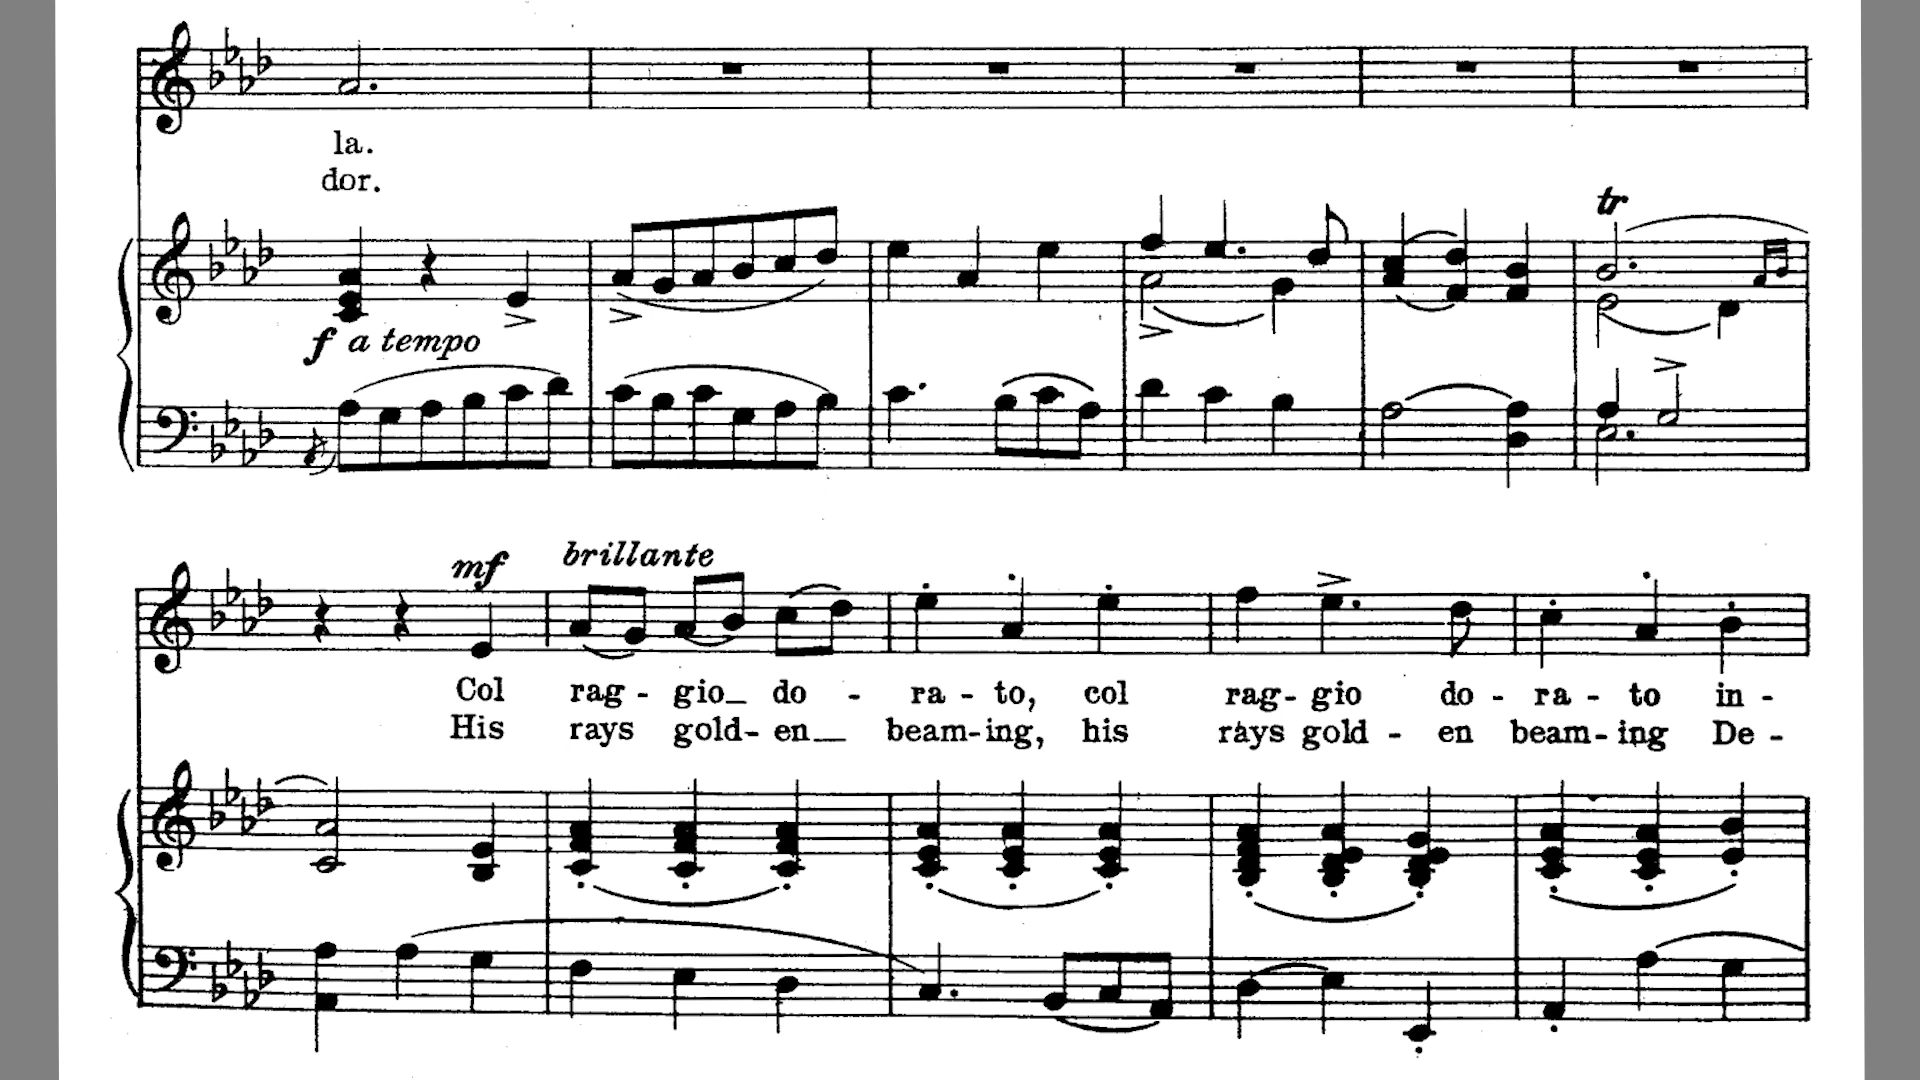 la.
dor.
tr
f a tempo
mf brillante
Col rag - gio_ do - ra - to, col rag - gio do - ra - to in -
His rays gold - en_ beam - ing, his rays gold - en beam - ing De -